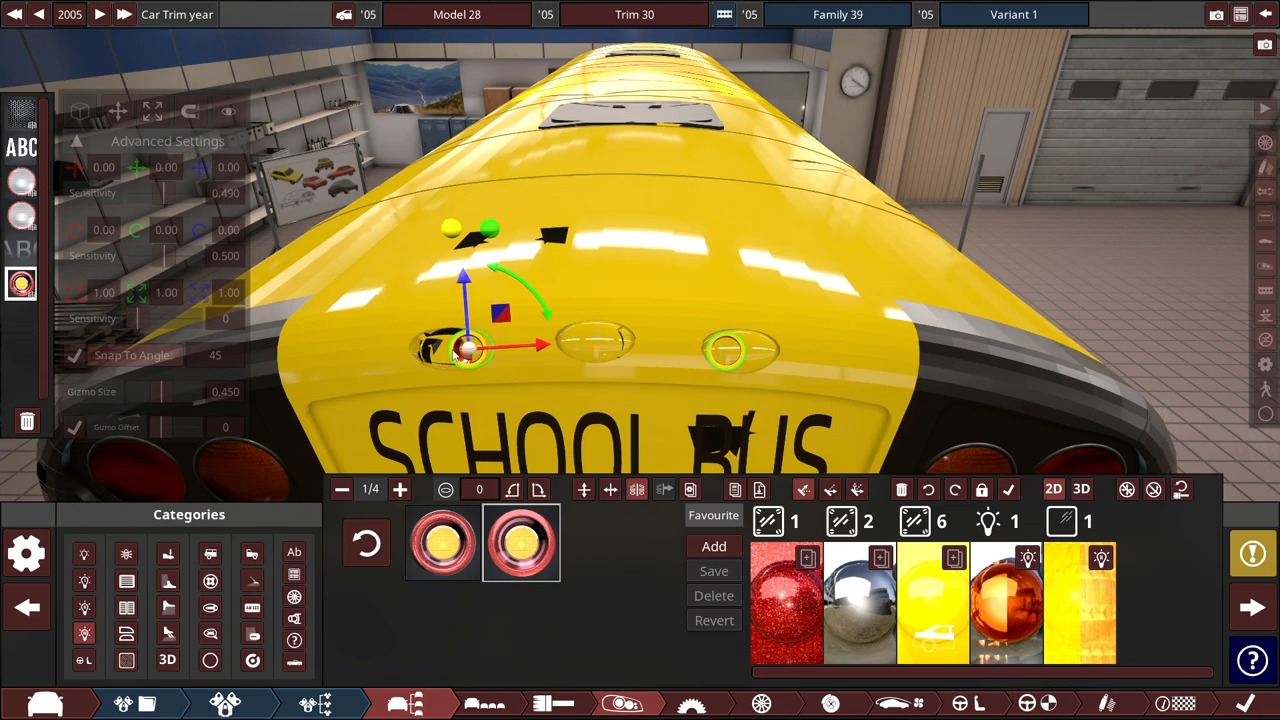 2005 Car Trim year '05 Model 28 '05 Trim 30 '05 Family 39 '05 Variant 1
Advanced Settings
0.00 0.00 0.00
Sensitivity 0.490
0.00 0.00 0.00
Sensitivity 0.500
1.00 1.00 1.00
Sensitivity 0
Snap To Angle: 45
Gizmo Size 0.450
Gizmo Offset 0
ABC
ABC
SCHOOL BUS
1/4 0 2D 3D
Categories
Ab
AB 123
3D
L
Favourite
Add
Save
Delete
Revert
1 2 6 1 1